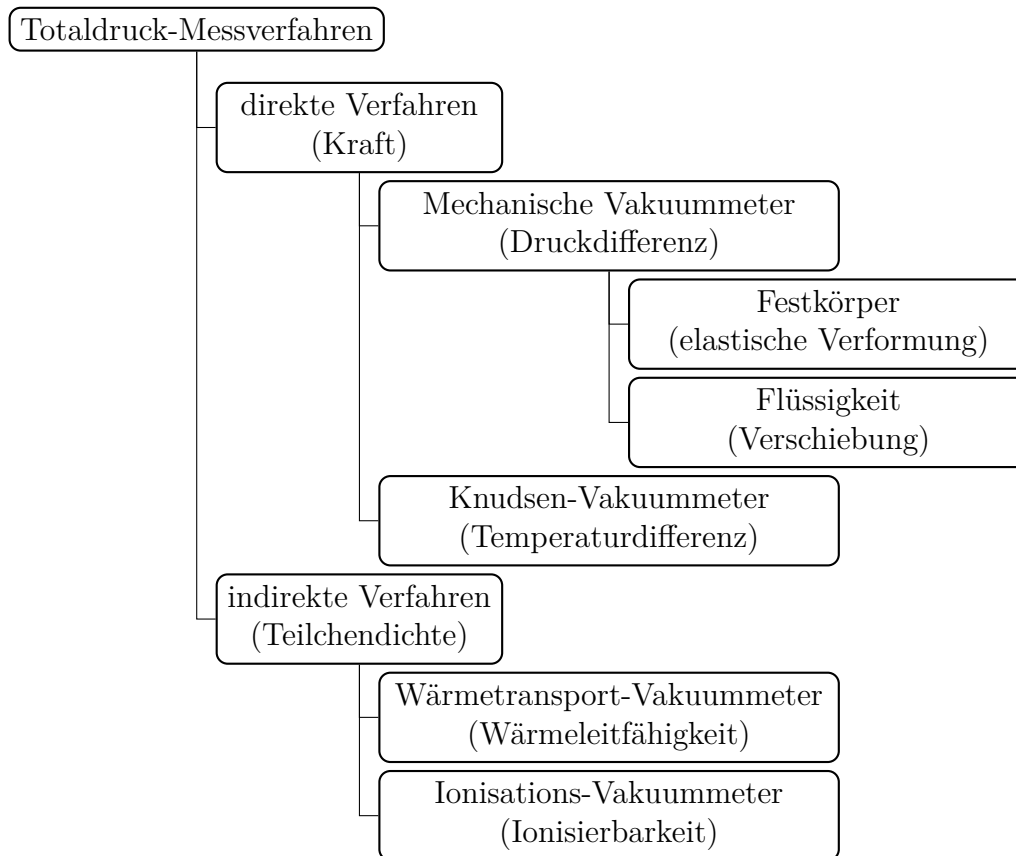 Totaldruck-Messverfahren
direkte Verfahren
(Kraft)
Mechanische Vakuummeter
(Druckdifferenz)
Festkörper
(elastische Verformung)
Flüssigkeit
(Verschiebung)
Knudsen-Vakuummeter
(Temperaturdifferenz)
indirekte Verfahren
(Teilchendichte)
Wärmetransport-Vakuummeter
(Wärmeleitfähigkeit)
Ionisations-Vakuummeter
(Ionisierbarkeit)